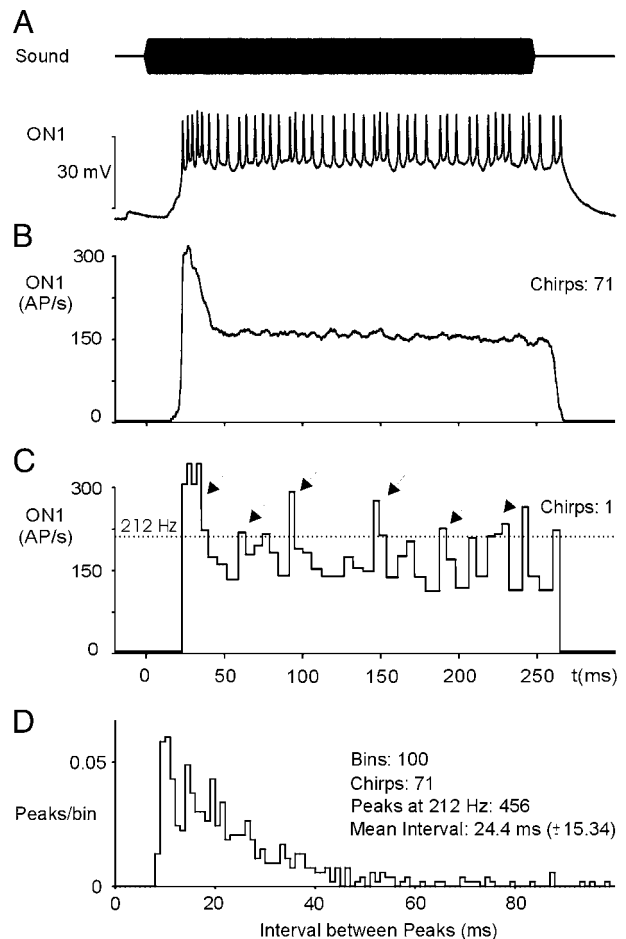 A
Sound
ON1
30 mV
B
300
ON1
(AP/s)
Chirps: 71
150
0
C
300
ON1
(AP/s)
212 Hz
Chirps: 1
150
0
0 50 100 150 200 250 t(ms)
D
0.05
Bins: 100
Chirps: 71
Peaks/bin
Peaks at 212 Hz: 456
Mean Interval: 24.4 ms (±15.34)
0
0 20 40 60 80
Interval between Peaks (ms)